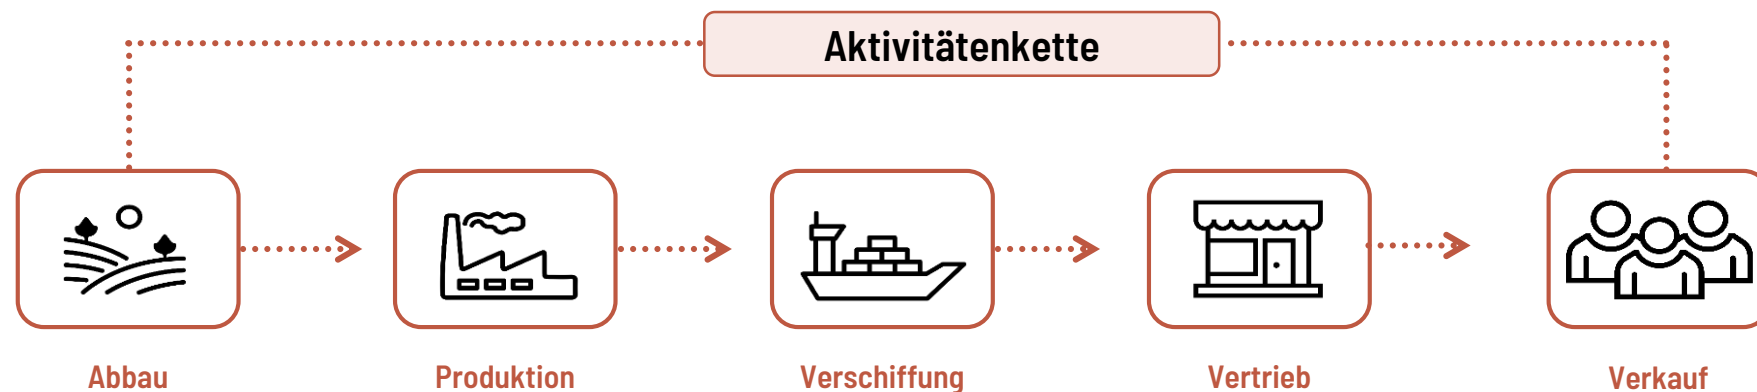 Aktivitätenkette
Abbau
Produktion
Verschiffung
Vertrieb
Verkauf